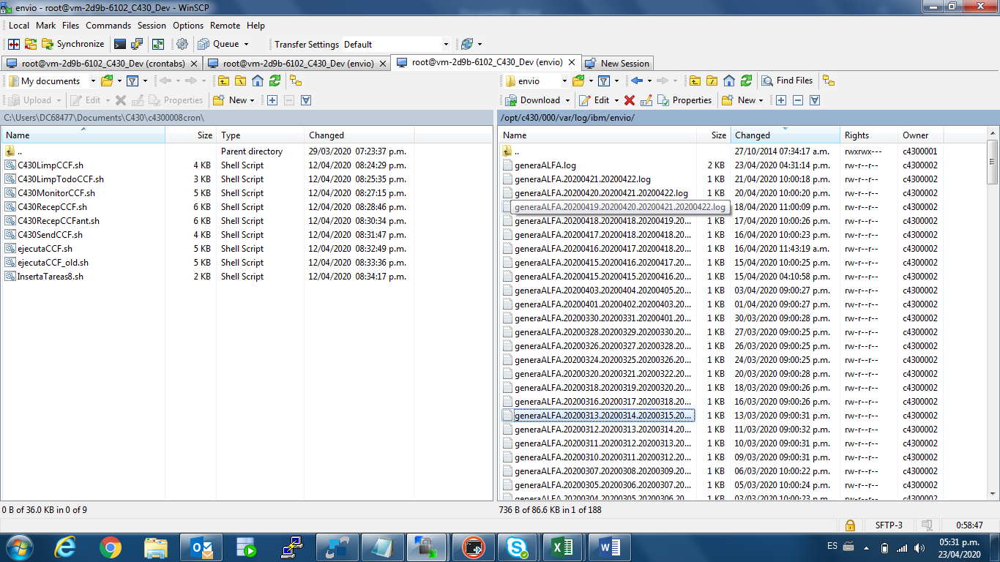 envio - root@vm-2d9b-6102_C430_Dev - WinSCP
Local Mark Files Commands Session Options Remote Help
Synchronize Queue Transfer Settings Default
root@vm-2d9b-6102_C430_Dev (crontabs) root@vm-2d9b-6102_C430_Dev (envio) root@vm-2d9b-6102_C430_Dev (envio) New Session
My documents envio Find Files
Upload Edit Properties New Download Edit Properties New
C:\Users\DC68477\Documents\C430\c4300008cron\
Name Size Type Changed
.. Parent directory 29/03/2020 07:23:37 p.m.
C430LimpCCF.sh 4 KB Shell Script 12/04/2020 08:24:29 p.m.
C430LimpTodoCCF.sh 3 KB Shell Script 12/04/2020 08:25:35 p.m.
C430MonitorCCF.sh 5 KB Shell Script 12/04/2020 08:27:15 p.m.
C430RecepCCF.sh 6 KB Shell Script 12/04/2020 08:28:46 p.m.
C430RecepCCFant.sh 6 KB Shell Script 12/04/2020 08:30:34 p.m.
C430SendCCF.sh 4 KB Shell Script 12/04/2020 08:31:47 p.m.
ejecutaCCF.sh 5 KB Shell Script 12/04/2020 08:32:49 p.m.
ejecutaCCF_old.sh 5 KB Shell Script 12/04/2020 08:33:36 p.m.
InsertaTareas8.sh 2 KB Shell Script 12/04/2020 08:34:17 p.m.
0 B of 36.0 KB in 0 of 9
/opt/c430/000/var/log/ibm/envio/
Name Size Changed Rights Owner
.. 27/10/2014 07:34:17 a.m. rwxrwx--- c4300001
generaALFA.log 2 KB 23/04/2020 04:31:14 p.m. rw-r--r-- c4300002
generaALFA.20200421.20200422.log 1 KB 21/04/2020 10:00:18 p.m. rw-r--r-- c4300002
generaALFA.20200420.20200421.20200422.log 1 KB 20/04/2020 10:00:20 p.m. rw-r--r-- c4300002
generaALFA.20200419.20200420.20200421.20200422.log 18/04/2020 11:00:09 p.m. rw-r--r-- c4300002
generaALFA.20200418.20200418.20200419.20... 1 KB 17/04/2020 10:00:26 p.m. rw-r--r-- c4300002
generaALFA.20200417.20200418.20200418.20... 1 KB 16/04/2020 10:00:23 p.m. rw-r--r-- c4300002
generaALFA.20200416.20200417.20200418.20... 1 KB 16/04/2020 11:43:19 a.m. rw-r--r-- c4300002
generaALFA.20200415.20200416.20200417.20... 1 KB 15/04/2020 10:00:25 p.m. rw-r--r-- c4300002
generaALFA.20200415.20200415.20200416.20... 1 KB 15/04/2020 04:10:58 p.m. rw-r--r-- c4300002
generaALFA.20200403.20200404.20200405.20... 1 KB 03/04/2020 09:00:27 p.m. rw-r--r-- c4300002
generaALFA.20200401.20200402.20200403.20... 1 KB 01/04/2020 09:00:27 p.m. rw-r--r-- c4300002
generaALFA.20200330.20200331.20200401.20... 1 KB 30/03/2020 09:00:28 p.m. rw-r--r-- c4300002
generaALFA.20200328.20200329.20200330.20... 1 KB 27/03/2020 09:00:25 p.m. rw-r--r-- c4300002
generaALFA.20200326.20200327.20200328.20... 1 KB 26/03/2020 09:00:25 p.m. rw-r--r-- c4300002
generaALFA.20200324.20200325.20200326.20... 1 KB 24/03/2020 09:00:25 p.m. rw-r--r-- c4300002
generaALFA.20200320.20200321.20200322.20... 1 KB 20/03/2020 09:00:28 p.m. rw-r--r-- c4300002
generaALFA.20200318.20200319.20200320.20... 1 KB 18/03/2020 09:00:26 p.m. rw-r--r-- c4300002
generaALFA.20200316.20200317.20200318.20... 1 KB 16/03/2020 09:00:26 p.m. rw-r--r-- c4300002
generaALFA.20200313.20200314.20200315.20... 1 KB 13/03/2020 09:00:31 p.m. rw-r--r-- c4300002
generaALFA.20200312.20200313.20200314.20... 1 KB 11/03/2020 09:00:32 p.m. rw-r--r-- c4300002
generaALFA.20200311.20200312.20200313.20... 1 KB 10/03/2020 09:00:31 p.m. rw-r--r-- c4300002
generaALFA.20200310.20200311.20200312.20... 1 KB 09/03/2020 09:00:31 p.m. rw-r--r-- c4300002
generaALFA.20200307.20200308.20200309.20... 1 KB 06/03/2020 10:00:22 p.m. rw-r--r-- c4300002
generaALFA.20200305.20200306.20200307.20... 1 KB 05/03/2020 10:00:24 p.m. rw-r--r-- c4300002
generaALFA.20200304.20200305.20200306.20... 1 KB 03/03/2020 10:00:23 p.m. rw-r--r-- c4300002
736 B of 86.6 KB in 1 of 188
SFTP-3 0:58:47
ES 05:31 p.m.
23/04/2020